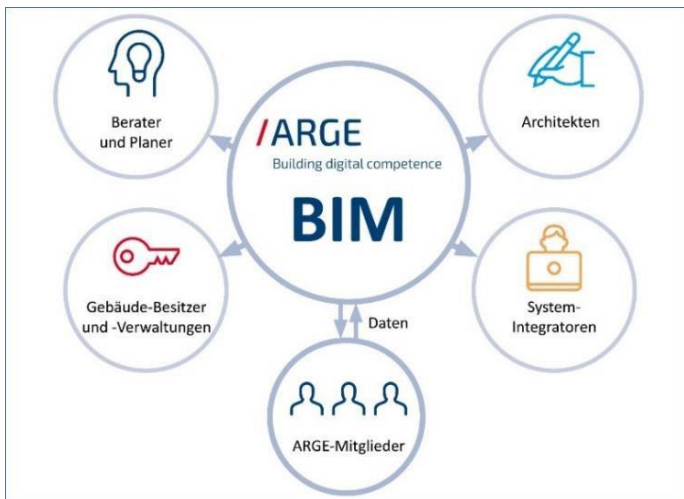 Berater
und Planer
/ARGE
Building digital competence
BIM
Architekten
Gebäude-Besitzer
und -Verwaltungen
System-
Integratoren
Daten
ARGE-Mitglieder